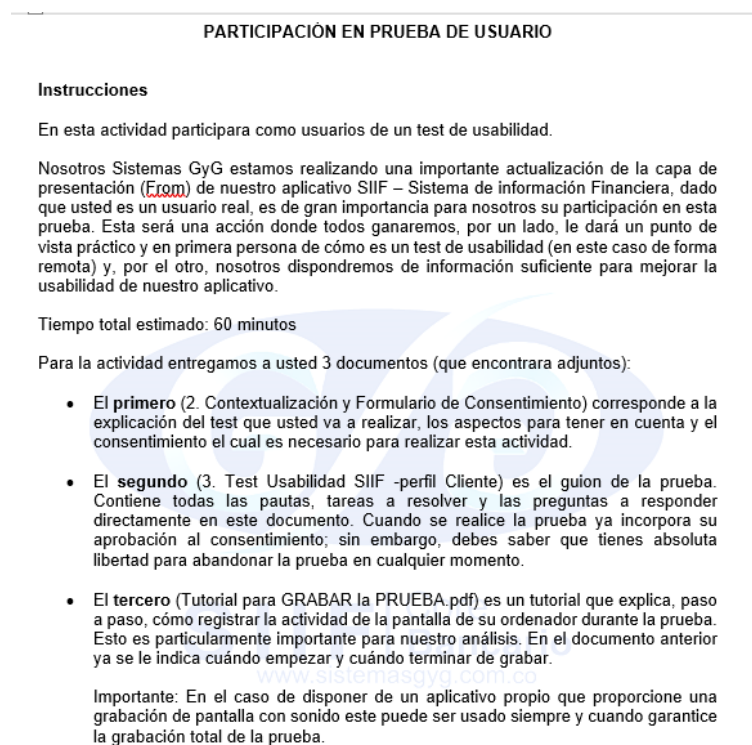 PARTICIPACIÓN EN PRUEBA DE USUARIO
Instrucciones
En esta actividad participara como usuarios de un test de usabilidad.
Nosotros Sistemas GyG estamos realizando una importante actualización de la capa de
presentación (From) de nuestro aplicativo SIIF – Sistema de información Financiera, dado
que usted es un usuario real, es de gran importancia para nosotros su participación en esta
prueba. Esta será una acción donde todos ganaremos, por un lado, le dará un punto de
vista práctico y en primera persona de cómo es un test de usabilidad (en este caso de forma
remota) y, por el otro, nosotros dispondremos de información suficiente para mejorar la
usabilidad de nuestro aplicativo.
Tiempo total estimado: 60 minutos
Para la actividad entregamos a usted 3 documentos (que encontrara adjuntos):
• El primero (2. Contextualización y Formulario de Consentimiento) corresponde a la
explicación del test que usted va a realizar, los aspectos para tener en cuenta y el
consentimiento el cual es necesario para realizar esta actividad.
• El segundo (3. Test Usabilidad SIIF -perfil Cliente) es el guion de la prueba.
Contiene todas las pautas, tareas a resolver y las preguntas a responder
directamente en este documento. Cuando se realice la prueba ya incorpora su
aprobación al consentimiento; sin embargo, debes saber que tienes absoluta
libertad para abandonar la prueba en cualquier momento.
• El tercero (Tutorial para GRABAR la PRUEBA.pdf) es un tutorial que explica, paso
a paso, cómo registrar la actividad de la pantalla de su ordenador durante la prueba.
Esto es particularmente importante para nuestro análisis. En el documento anterior
ya se le indica cuándo empezar y cuándo terminar de grabar.
www.sistemasgyg.com.co
Importante: En el caso de disponer de un aplicativo propio que proporcione una
grabación de pantalla con sonido este puede ser usado siempre y cuando garantice
la grabación total de la prueba.